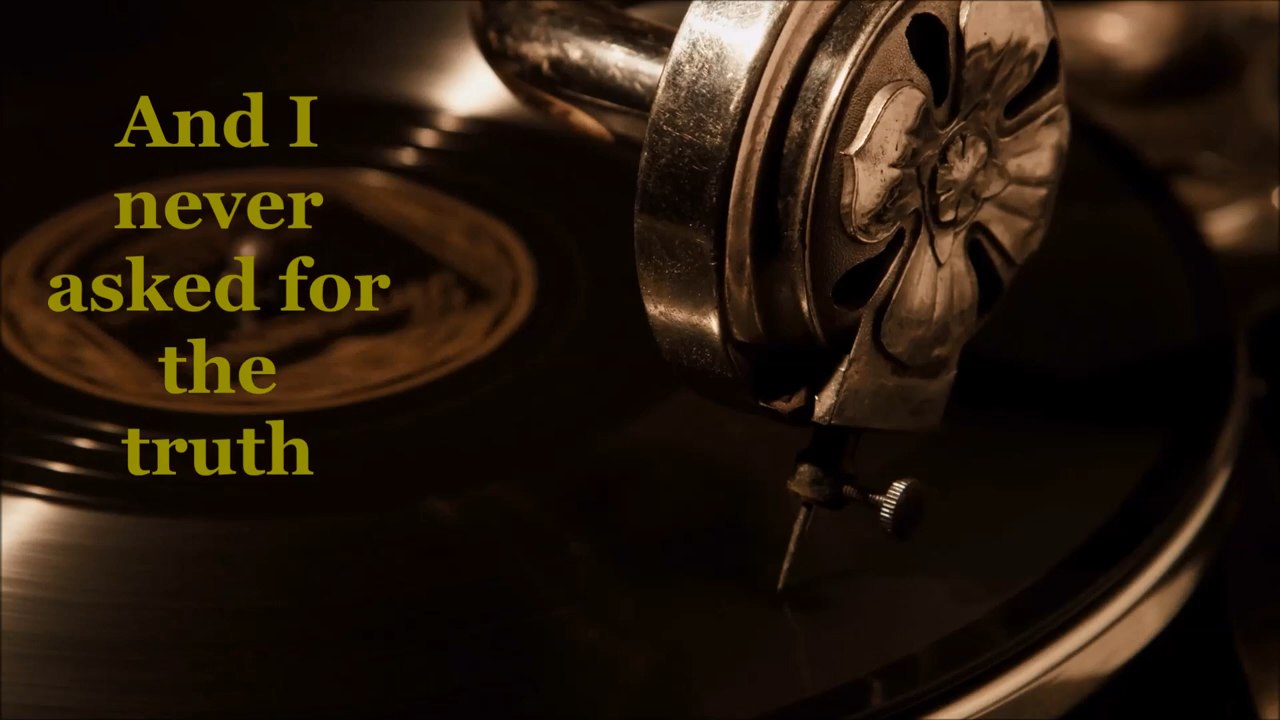 And I
never
asked for
the
truth